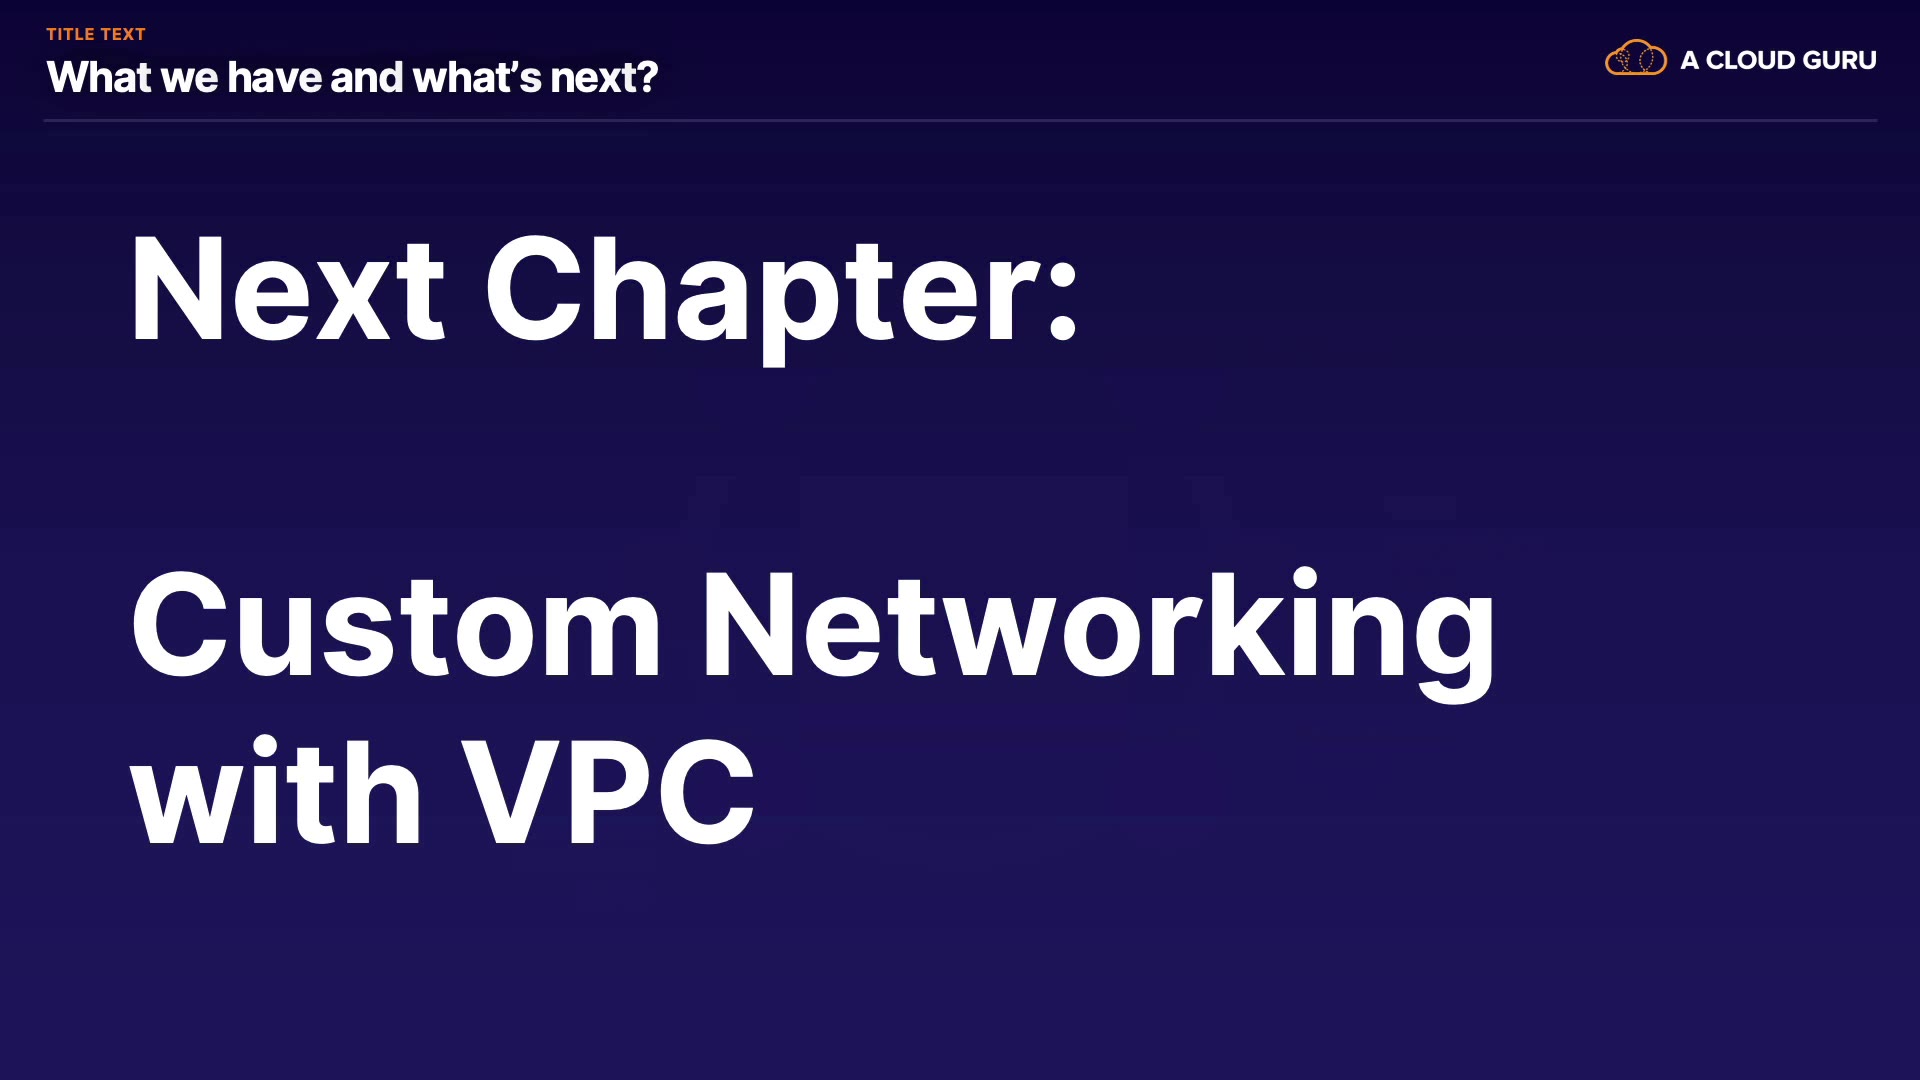 TITLE TEXT
What we have and what’s next?
A CLOUD GURU
Next Chapter:
Custom Networking
with VPC